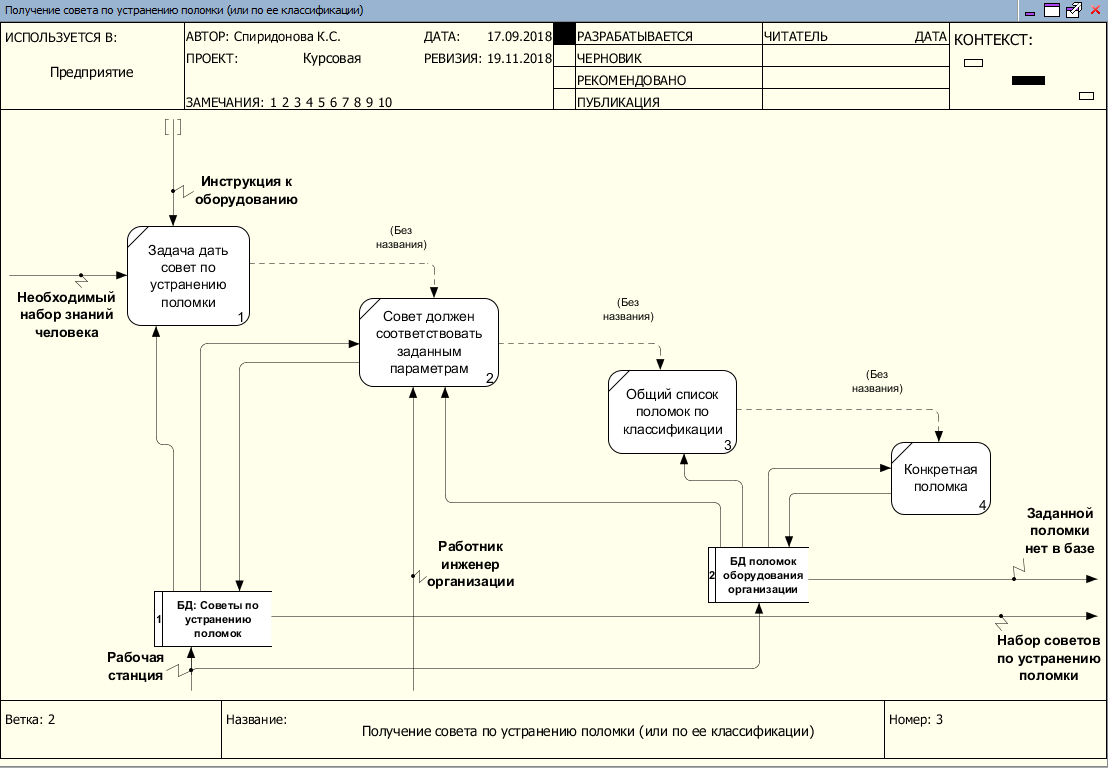 Получение совета по устранению поломки (или по ее классификации)
ИСПОЛЬЗУЕТСЯ В:
Предприятие
АВТОР: Спиридонова К.С.
ДАТА: 17.09.2018
ПРОЕКТ: Курсовая
РЕВИЗИЯ: 19.11.2018
ЗАМЕЧАНИЯ: 1 2 3 4 5 6 7 8 9 10
РАЗРАБАТЫВАЕТСЯ
ЧЕРНОВИК
РЕКОМЕНДОВАНО
ПУБЛИКАЦИЯ
ЧИТАТЕЛЬ
ДАТА
КОНТЕКСТ:
Инструкция к
оборудованию
Задача дать
совет по
устранению
поломки
1
Необходимый
набор знаний
человека
(Без
названия)
Совет должен
соответствовать
заданным
параметрам
2
(Без
названия)
Общий список
поломок по
классификации
3
(Без
названия)
Конкретная
поломка
4
Заданной
поломки
нет в базе
Работник
инженер
организации
2
БД поломок
оборудования
организации
1
БД: Советы по
устранению
поломок
Рабочая
станция
Набор советов
по устранению
поломки
Ветка: 2
Название:
Получение совета по устранению поломки (или по ее классификации)
Номер: 3